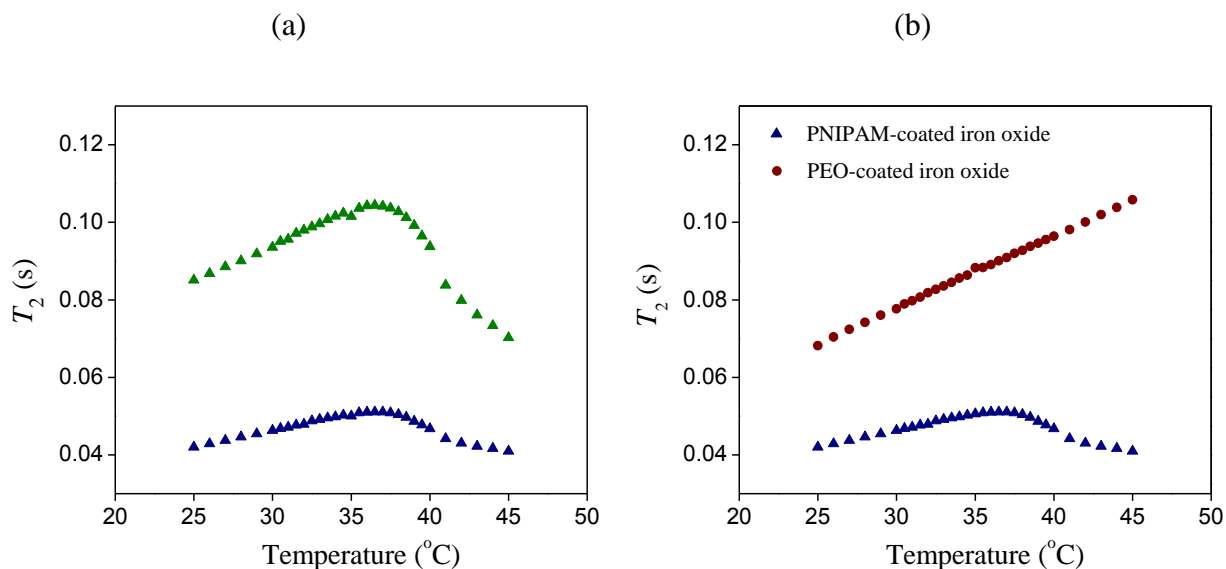 (a)
(b)
0.12
0.10
0.08
0.06
0.04
T2 (s)
20 25 30 35 40 45 50
Temperature (°C)
PNIPAM-coated iron oxide
PEO-coated iron oxide
0.12
0.10
0.08
0.06
0.04
T2 (s)
20 25 30 35 40 45 50
Temperature (°C)